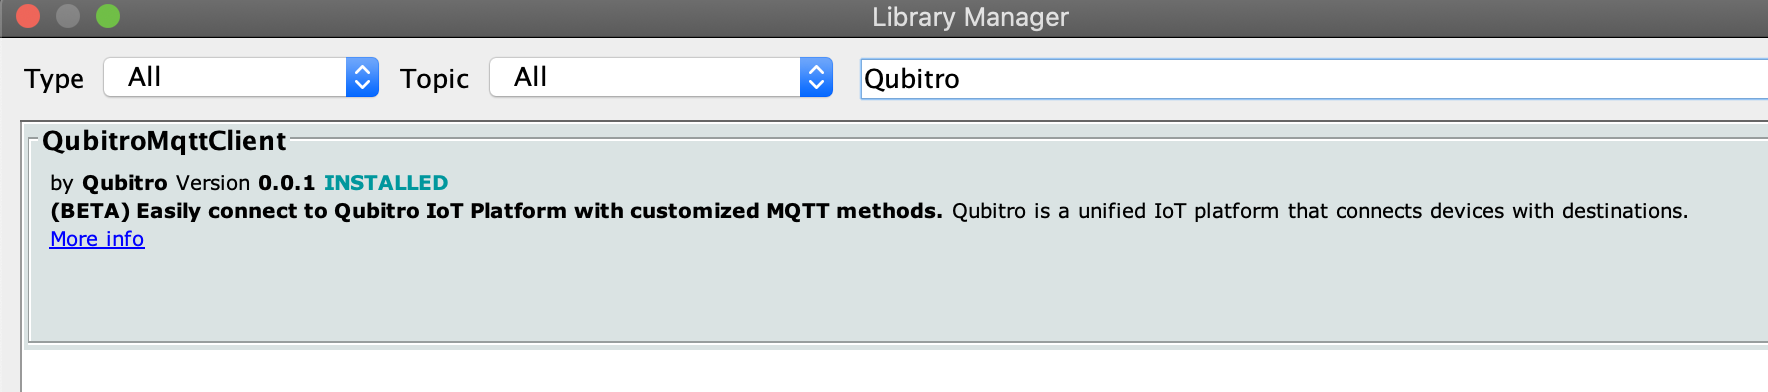 Library Manager
Type All Topic All Qubitro
QubitroMqttClient
by Qubitro Version 0.0.1 INSTALLED
(BETA) Easily connect to Qubitro IoT Platform with customized MQTT methods. Qubitro is a unified IoT platform that connects devices with destinations.
More info